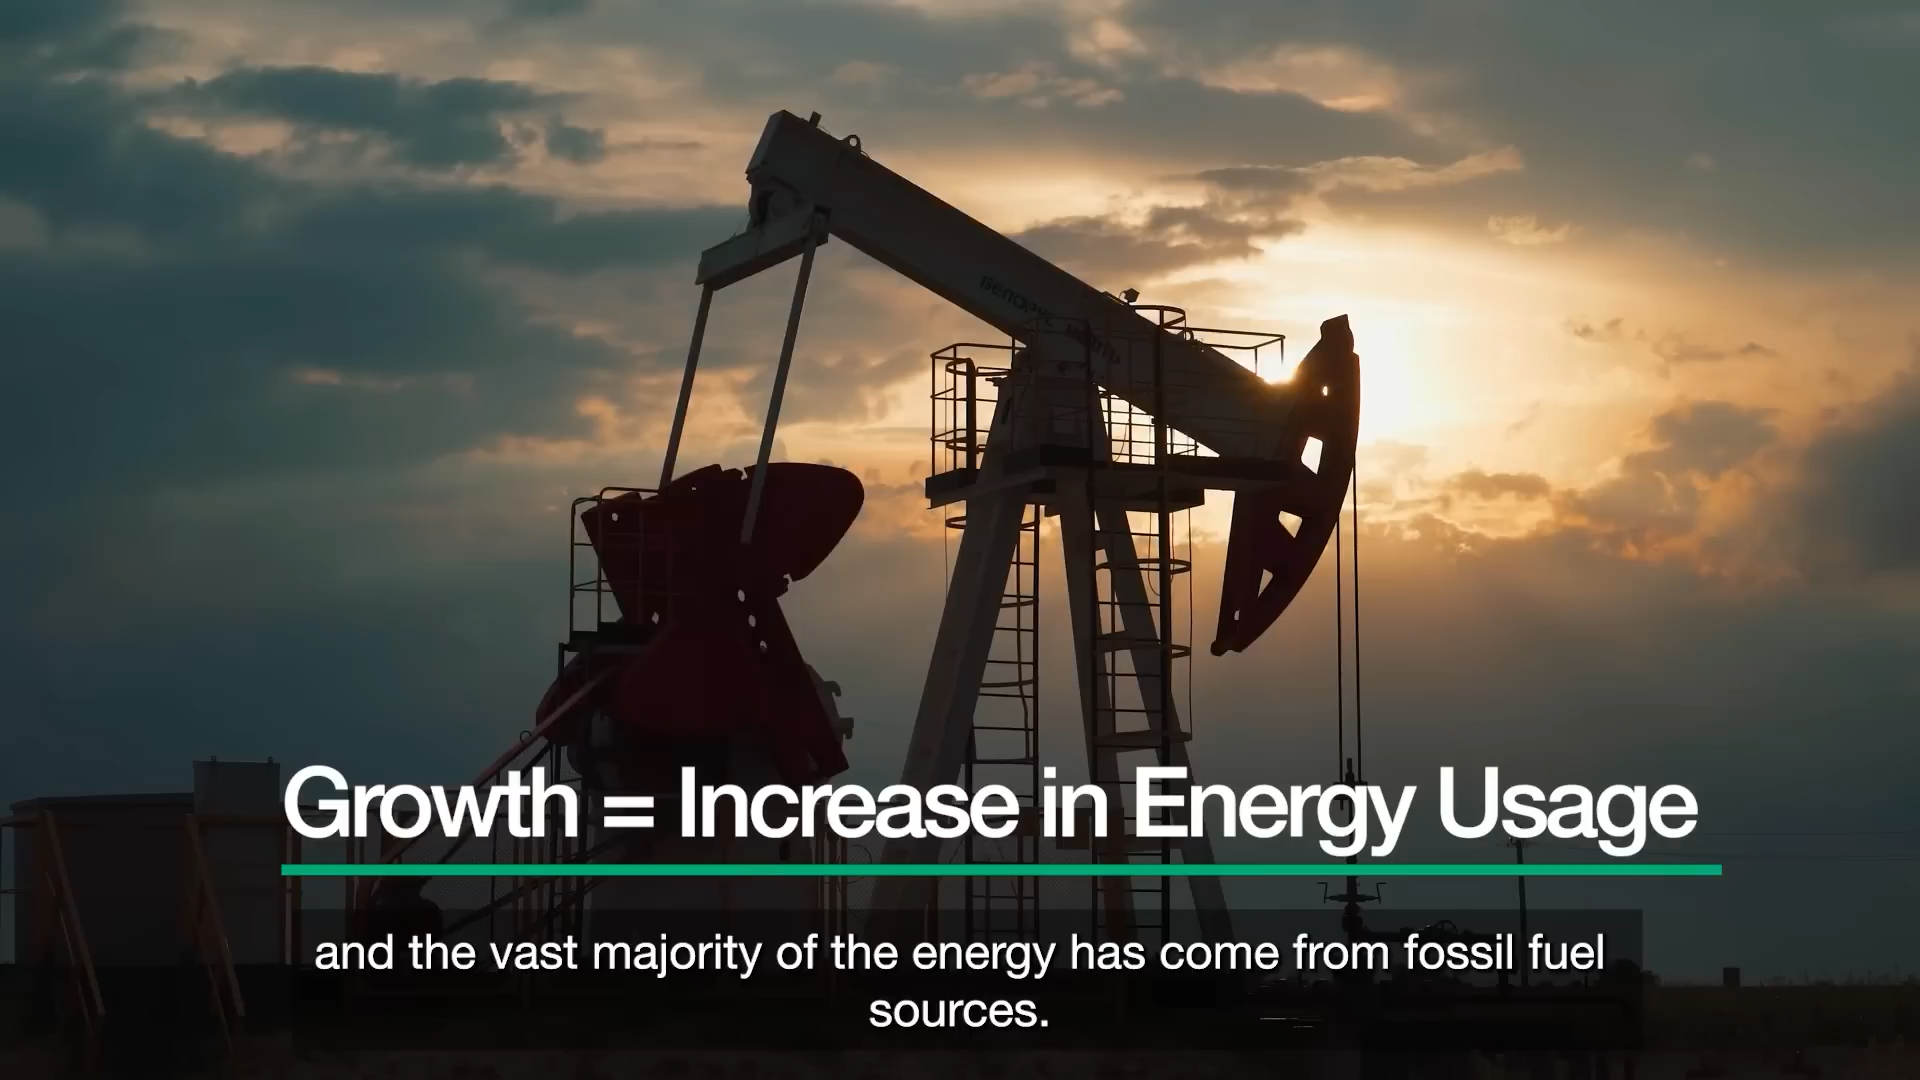 Growth = Increase in Energy Usage
and the vast majority of the energy has come from fossil fuel
sources.